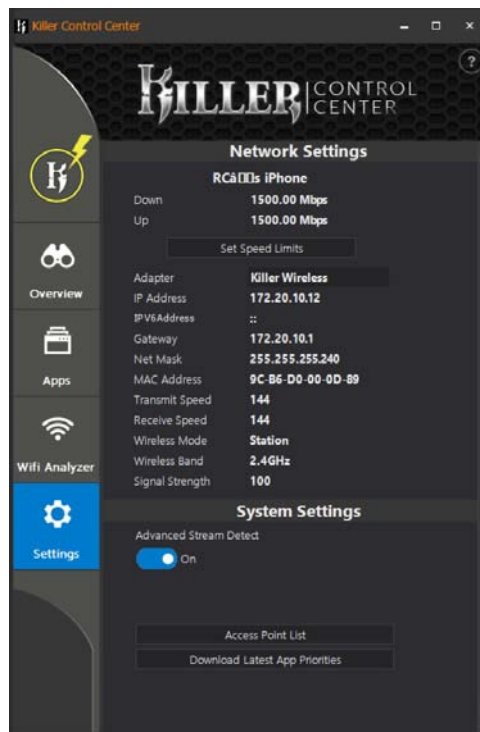 Killer Control Center
?
KILLER CONTROL CENTER
Network Settings
RCâ▯▯s iPhone
Down 1500.00 Mbps
Up 1500.00 Mbps
Set Speed Limits
Adapter Killer Wireless
Overview
IP Address 172.20.10.12
IPV6Address ::
Gateway 172.20.10.1
Net Mask 255.255.255.240
Apps
MAC Address 9C-B6-D0-00-0D-89
Transmit Speed 144
Receive Speed 144
Wireless Mode Station
Wifi Analyzer
Wireless Band 2.4GHz
Signal Strength 100
System Settings
Advanced Stream Detect
Settings
On
Access Point List
Download Latest App Priorities